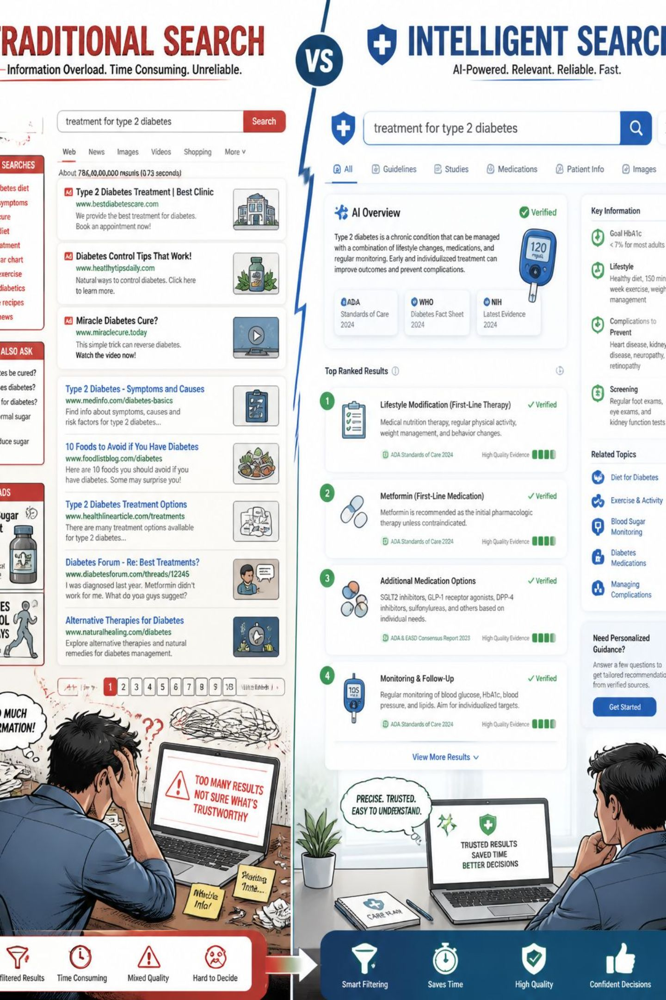 TRADITIONAL SEARCH
Information Overload. Time Consuming. Unreliable.
VS
INTELLIGENT SEARCH
AI-Powered. Relevant. Reliable. Fast.
treatment for type 2 diabetes
Search
Web News Images Videos Shopping More
SEARCHES
betes diet
symptoms
cure
diet
atment
ar chart
exercise
diabetics
recipes
news
ALSO ASK
es be cured?
es diabetes?
for diabetes?
ormal sugar
duce sugar
ADS
ugar
ES
OL
YS
About
(0.73 seconds)
Ad Type 2 Diabetes Treatment | Best Clinic
www.bestdiabetescare.com
We provide the best treatment for diabetes.
Book an appointment now!
Ad Diabetes Control Tips That Work!
www.heatthytipsdaily.com
Natural ways to control diabetes. Click here
to learn more.
Ad Miracle Diabetes Cure?
www.miraclecure.today
This simple trick can reverse diabetes.
Watch the video now!
Type 2 Diabetes - Symptoms and Causes
www.medinfo.com/diabetes-basics
Find info about symptoms, causes and
risk factors for type 2 diabetes...
10 Foods to Avoid if You Have Diabetes
www.foodlistblog.com/diabetes
Here are 10 foods you should avoid if you
have diabetes. Some may surprise you!
Type 2 Diabetes Treatment Options
www.healthlinearticle.com/treatments
There are many treatment options available
for type 2 diabetes...
Diabetes Forum - Re: Best Treatments?
www.diabetesforum.com/threads/12245
I was diagnosed last year. Metformin didn't
work for me. What do you guys suggett?
Alternative Therapies for Diabetes
www.naturalhealing.com/diabetes
Explore alternative therapies and natural
remedies for diabetes management.
1 2 3 4 5 6 7 8 9 10
MUCH
RMATION!
??
TOO MANY RESULTS
NOT SURE WHAT'S
TRUSTWORTHY
filtered Results
Time Consuming
Mixed Quality
Hard to Decide
treatment for type 2 diabetes
All Guidelines Studies Medications Patient Info Images
AI Overview
Verified
Type 2 diabetes is a chronic condition that can be managed
with a combination of lifestyle changes, medications, and
regular monitoring. Early and individulized treatment can
improve outcomes and prevent complications.
120
ADA
Standards of Care
2024
WHO
Diabetes Fact Sheet
2024
NIH
Latest Evidence
2024
Top Ranked Results
1
Lifestyle Modification (First-Line Therapy)
Verified
Medical nutrition therapy, regular physical activity,
weight management, and behavior changes.
ADA Standards of Care 2024
High Quality Evidence
2
Metformin (First-Line Medication)
Verified
Metformin is recommended as the initial pharmacologic
therapy unless contraindicated.
ADA Standards of Care 2024
High Quality Evidence
3
Additional Medication Options
Verified
SGLT2 inhibitors, GLP-1 receptor agonists, DPP-4
inhibitors, sulfonylureas, and others based on
individual needs.
ADA & EASD Consensus Report 2023
High Quality Evidence
4
Monitoring & Follow-Up
Verified
105
Regular monitoring of blood glucose, HbA1c, blood
pressure, and lipids. Aim for individualized targets.
ADA Standards of Care 2024
High Quality Evidence
View More Results
Key Information
Goal HbA1c
< 7% for most adults
Lifestyle
Healthy diet, 150 min
week exercise, weigh
management
Complications to
Prevent
Heart disease, kidney
disease, neuropathy,
retinopathy
Screening
Regular foot exams,
eye exams, and
kidney function tests
Related Topics
Diet for Diabetes
Exercise & Activity
Blood Sugar
Monitoring
Diabetes
Medications
Managing
Complications
Need Personalized
Guidance?
Answer a few questions to
get tailored recommendatio
from verified sources.
Get Started
PRECISE. TRUSTED.
EASY TO UNDERSTAND.
TRUSTED RESULTS
SAVED TIME
BETTER DECISIONS
CARE PLAN
Smart Filtering
Saves Time
High Quality
Confident Decisions